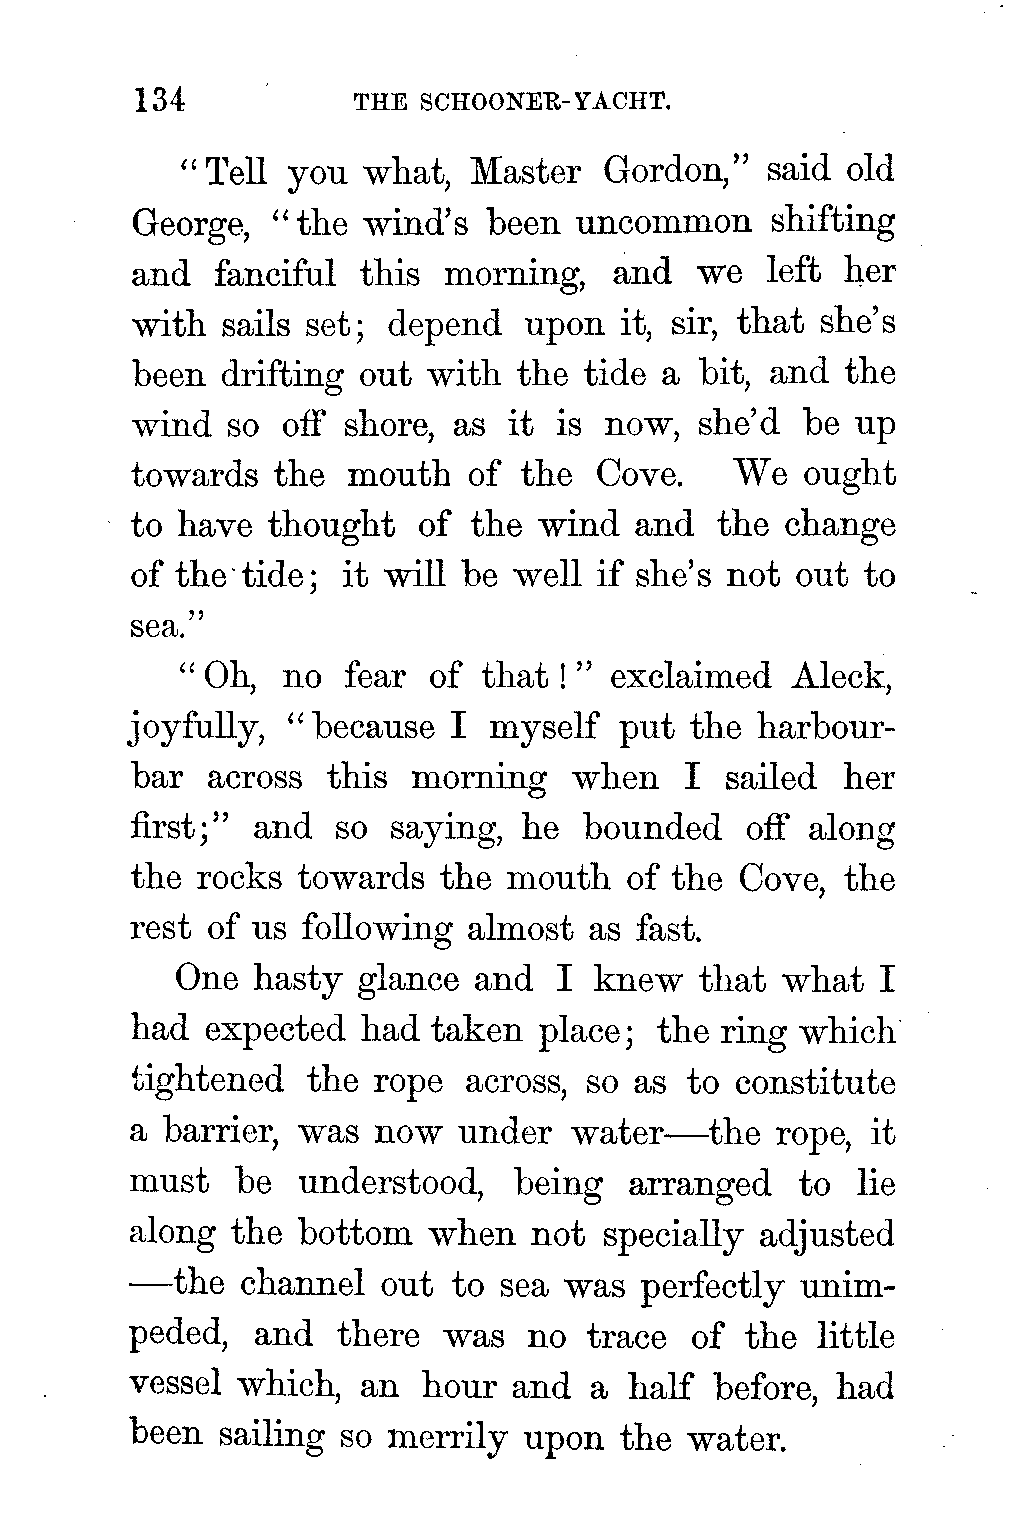 134 THE SCHOONER-YACHT.
"Tell you what, Master Gordon," said old
George, "the wind's been uncommon shifting
and fanciful this morning, and we left her
with sails set; depend upon it, sir, that she's
been drifting out with the tide a bit, and the
wind so off shore, as it is now, she'd be up
towards the mouth of the Cove. We ought
to have thought of the wind and the change
of the tide; it will be well if she's not out to
sea."
"Oh, no fear of that!" exclaimed Aleck,
joyfully, "because I myself put the harbour-
bar across this morning when I sailed her
first;" and so saying, he bounded off along
the rocks towards the mouth of the Cove, the
rest of us following almost as fast.
One hasty glance and I knew that what I
had expected had taken place; the ring which
tightened the rope across, so as to constitute
a barrier, was now under water—the rope, it
must be understood, being arranged to lie
along the bottom when not specially adjusted
—the channel out to sea was perfectly unim-
peded, and there was no trace of the little
vessel which, an hour and a half before, had
been sailing so merrily upon the water.